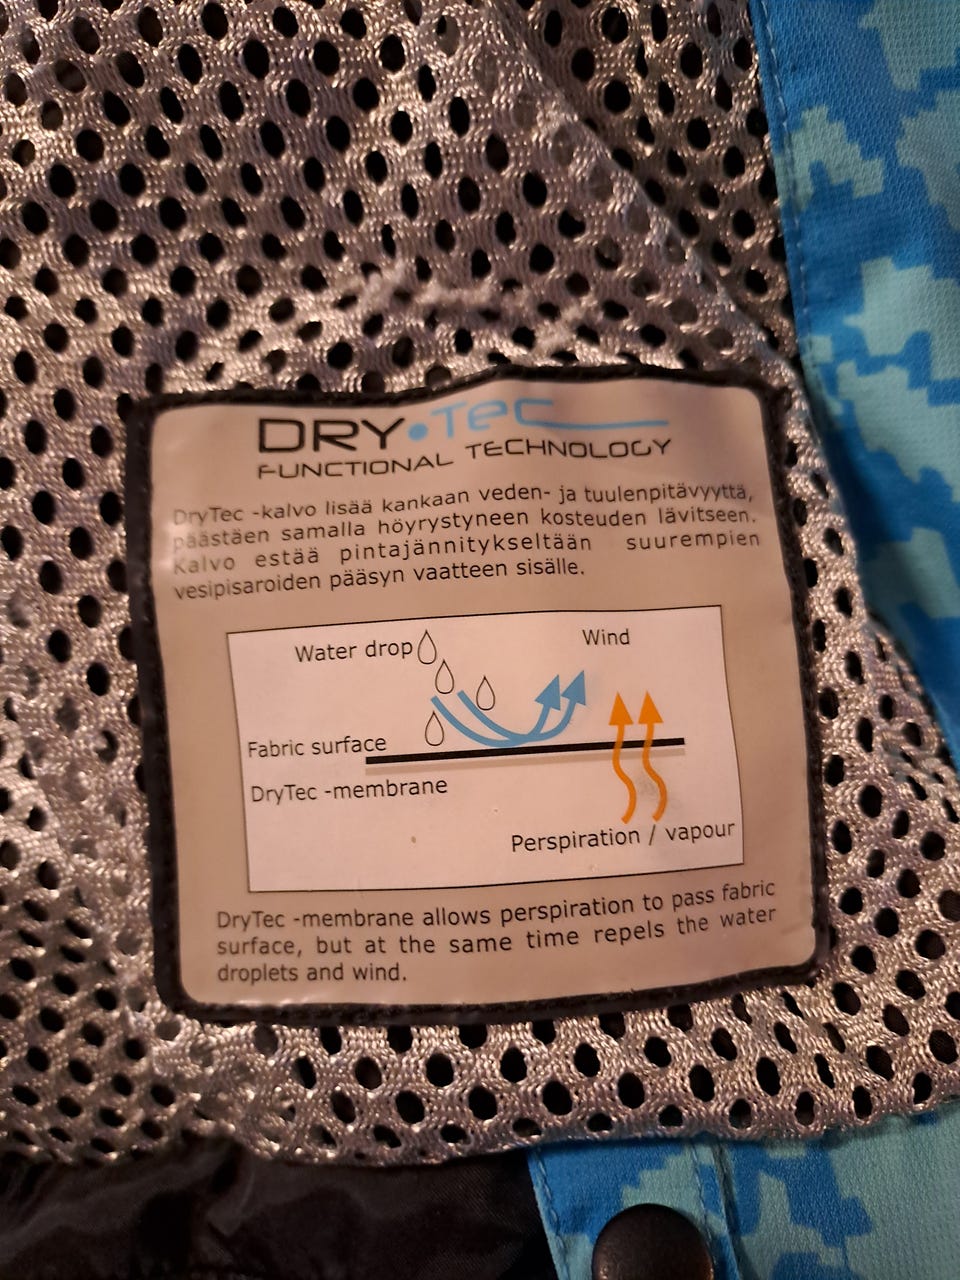 DRY•TEC
FUNCTIONAL TECHNOLOGY
DryTec -kalvo lisää kankaan veden- ja tuulenpitävyyttä,
päästäen samalla höyrystyneen kosteuden lävitseen.
Kalvo estää pintajännitykseltään suurempien
vesipisaroiden pääsyn vaatteen sisälle.
Water drop
Wind
Fabric surface
DryTec -membrane
Perspiration / vapour
DryTec -membrane allows perspiration to pass fabric
surface, but at the same time repels the water
droplets and wind.